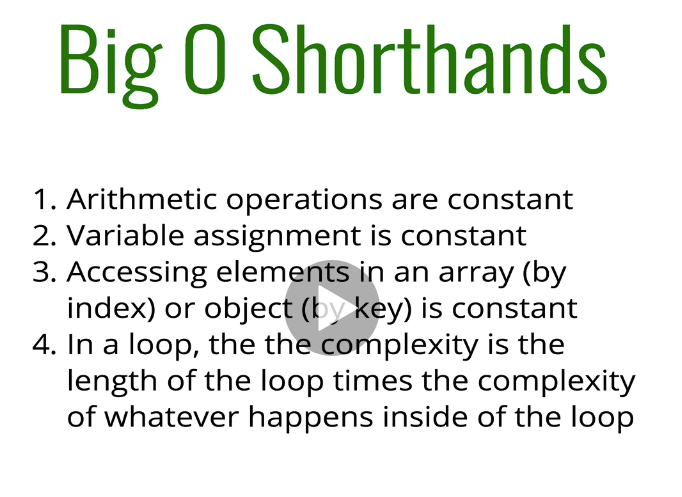 Big O Shorthands
1. Arithmetic operations are constant
2. Variable assignment is constant
3. Accessing elements in an array (by
index) or object (by key) is constant
4. In a loop, the the complexity is the
length of the loop times the complexity
of whatever happens inside of the loop